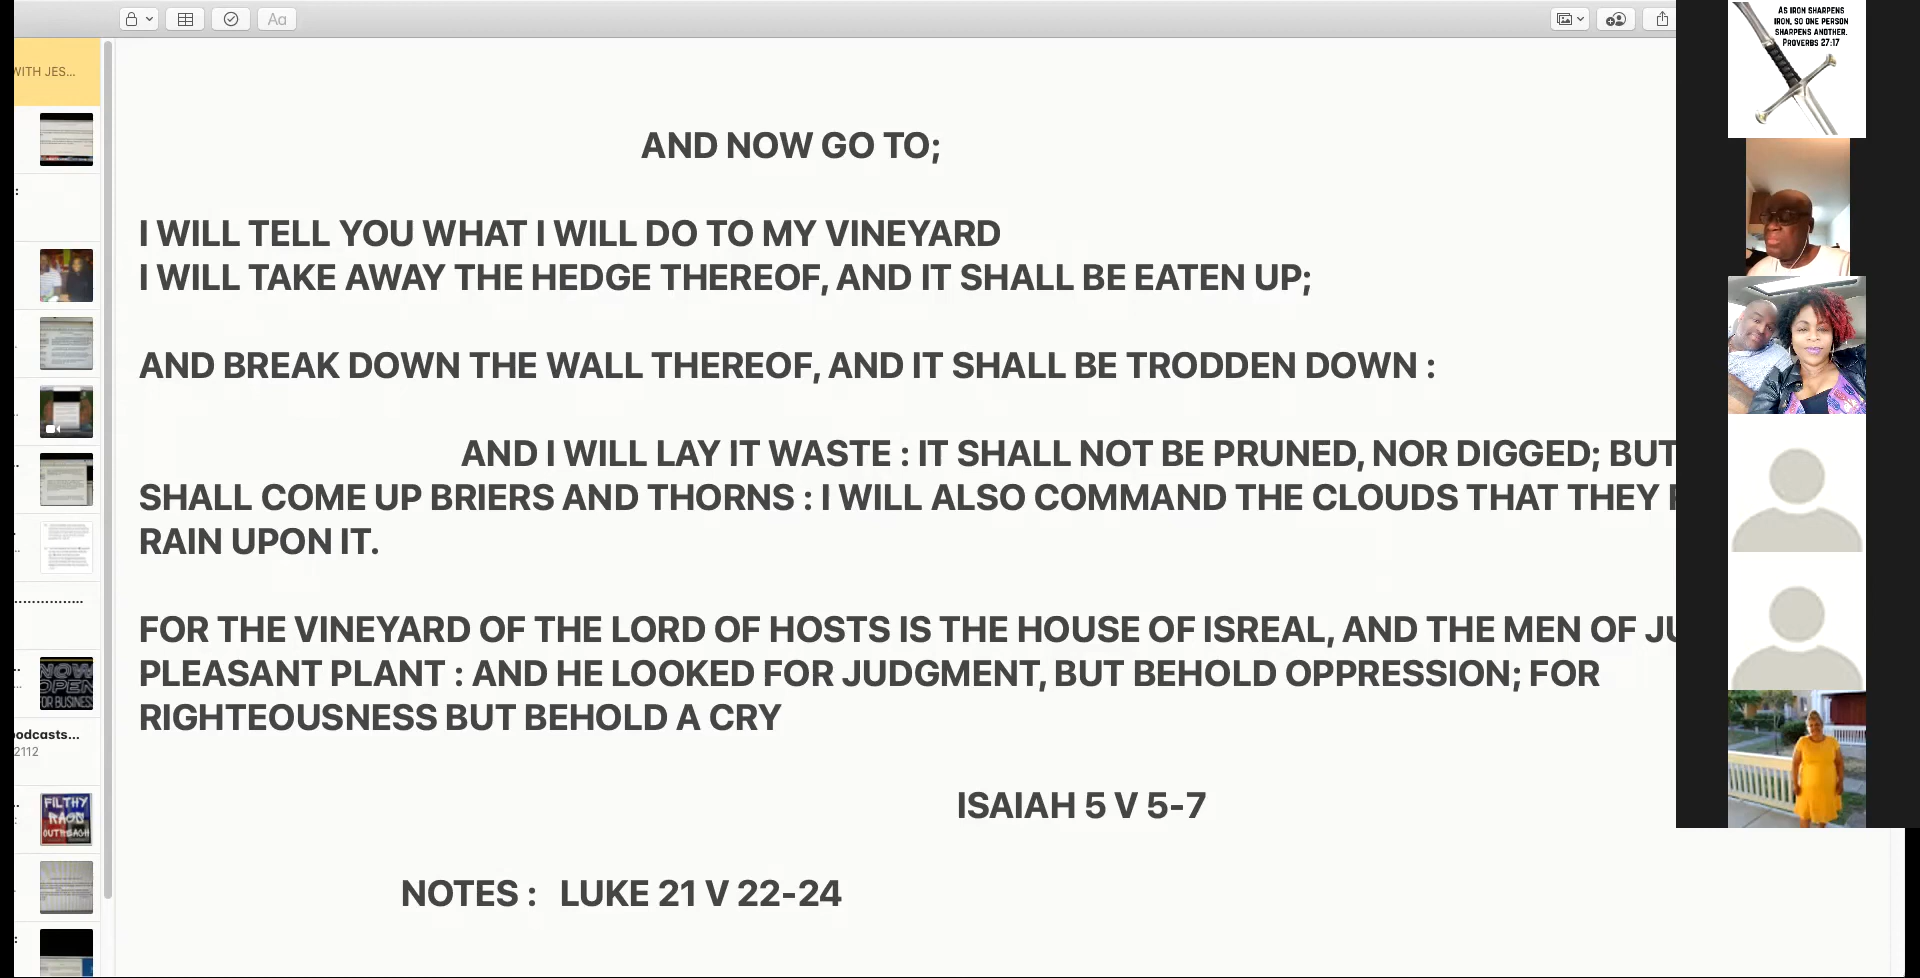 Aa
WITH JES...
AND NOW GO TO;
I WILL TELL YOU WHAT I WILL DO TO MY VINEYARD
I WILL TAKE AWAY THE HEDGE THEREOF, AND IT SHALL BE EATEN UP;
AND BREAK DOWN THE WALL THEREOF, AND IT SHALL BE TRODDEN DOWN :
AND I WILL LAY IT WASTE : IT SHALL NOT BE PRUNED, NOR DIGGED; BUT
SHALL COME UP BRIERS AND THORNS : I WILL ALSO COMMAND THE CLOUDS THAT THEY
RAIN UPON IT.
FOR THE VINEYARD OF THE LORD OF HOSTS IS THE HOUSE OF ISREAL, AND THE MEN OF JU
PLEASANT PLANT : AND HE LOOKED FOR JUDGMENT, BUT BEHOLD OPPRESSION; FOR
RIGHTEOUSNESS BUT BEHOLD A CRY
ISAIAH 5 V 5-7
NOTES : LUKE 21 V 22-24
NOW
OPEN
FOR BUSINESS
podcasts...
2112
FILTHY
RAGS
OUTREACH
AS IRON SHARPENS
IRON, SO ONE PERSON
SHARPENS ANOTHER.
PROVERBS 27:17